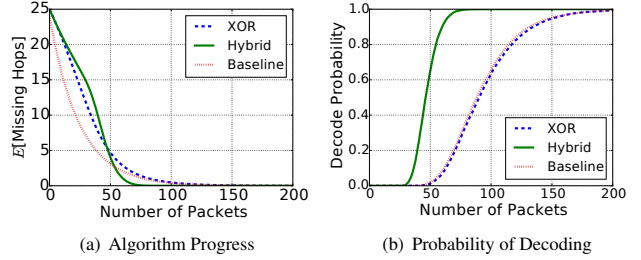 25
20
15
10
5
0
E[Missing Hops]
XOR
Hybrid
Baseline
0 50 100 150 200
Number of Packets
(a) Algorithm Progress
1.0
0.8
0.6
0.4
0.2
0.0
Decode Probability
XOR
Hybrid
Baseline
0 50 100 150 200
Number of Packets
(b) Probability of Decoding